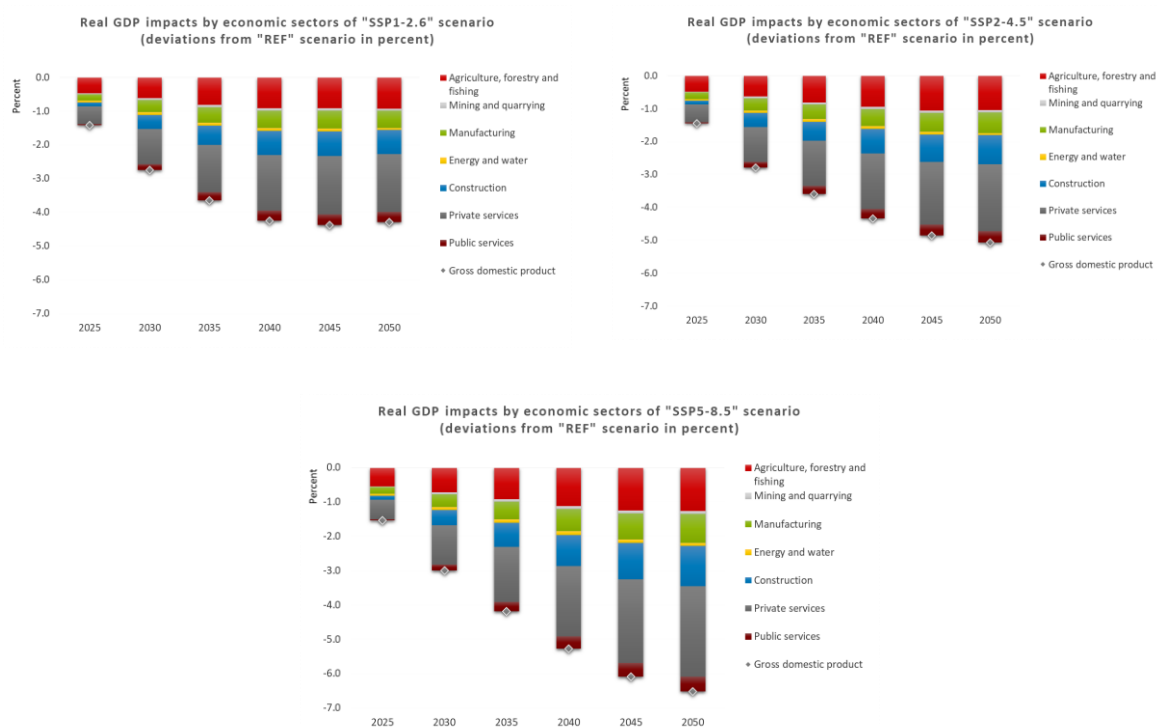 Real GDP impacts by economic sectors of "SSP1-2.6" scenario
(deviations from "REF" scenario in percent)
Percent
0.0
-1.0
-2.0
-3.0
-4.0
-5.0
-6.0
-7.0
2025 2030 2035 2040 2045 2050
Agriculture, forestry and
fishing
Mining and quarrying
Manufacturing
Energy and water
Construction
Private services
Public services
Gross domestic product
Real GDP impacts by economic sectors of "SSP2-4.5" scenario
(deviations from "REF" scenario in percent)
Percent
0.0
-1.0
-2.0
-3.0
-4.0
-5.0
-6.0
-7.0
2025 2030 2035 2040 2045 2050
Agriculture, forestry and
fishing
Mining and quarrying
Manufacturing
Energy and water
Construction
Private services
Public services
Gross domestic product
Real GDP impacts by economic sectors of "SSP5-8.5" scenario
(deviations from "REF" scenario in percent)
Percent
0.0
-1.0
-2.0
-3.0
-4.0
-5.0
-6.0
-7.0
2025 2030 2035 2040 2045 2050
Agriculture, forestry and
fishing
Mining and quarrying
Manufacturing
Energy and water
Construction
Private services
Public services
Gross domestic product